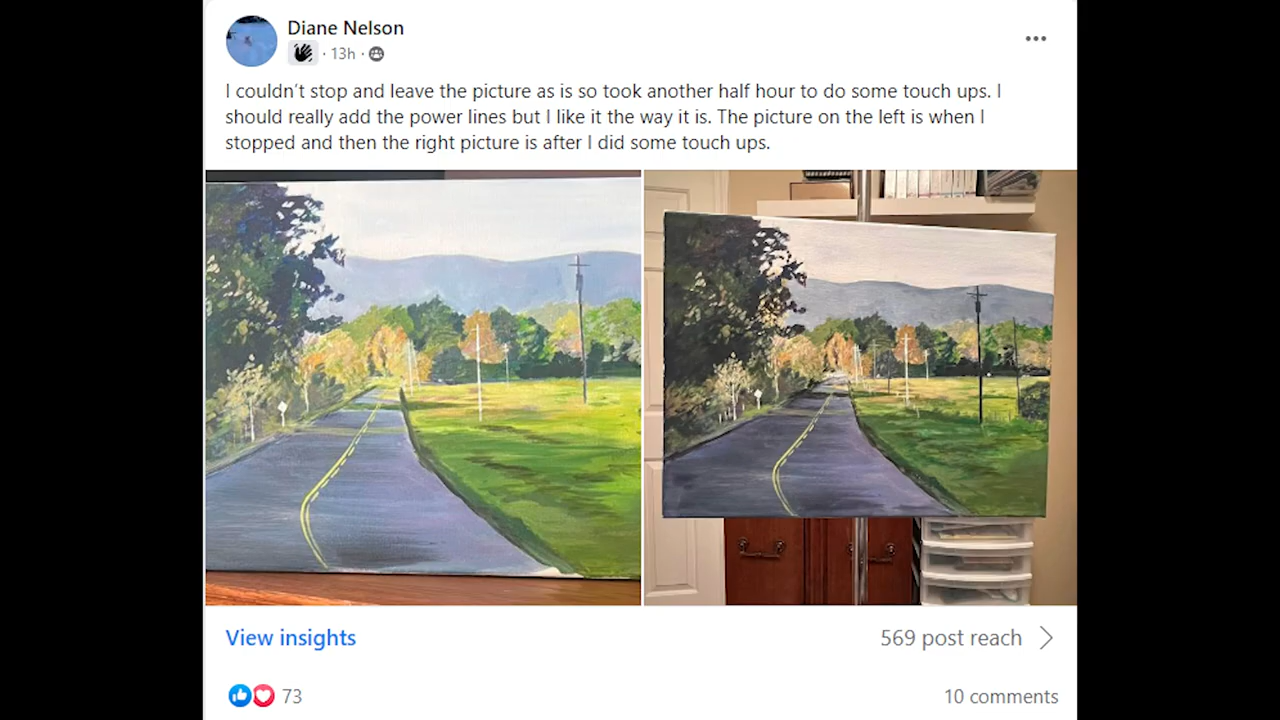 Diane Nelson
· 13h ·
I couldn't stop and leave the picture as is so took another half hour to do some touch ups. I
should really add the power lines but I like it the way it is. The picture on the left is when I
stopped and then the right picture is after I did some touch ups.
View insights
569 post reach
73
10 comments